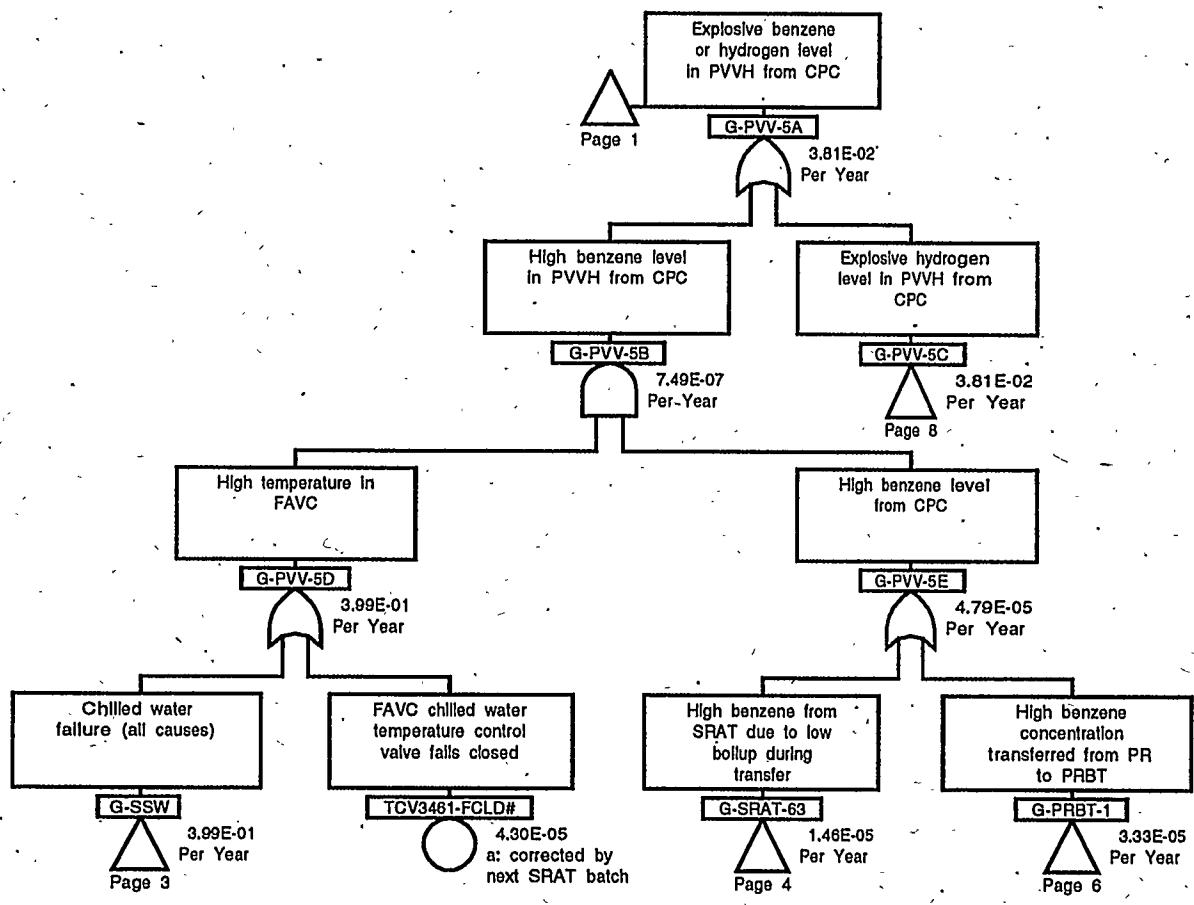 Explosive benzene
or hydrogen level
in PVVH from CPC
Page 1
G-PVV-5A
3.81E-02
Per Year
High benzene level
in PVVH from CPC
G-PVV-5B
7.49E-07
Per-Year
Explosive hydrogen
level in PVVH from
CPC
G-PVV-5C
3.81E-02
Per Year
Page 8
High temperature in
FAVC
G-PVV-5D
3.99E-01
Per Year
High benzene level
from CPC
G-PVV-5E
4.79E-05
Per Year
Chilled water
failure (all causes)
G-SSW
3.99E-01
Per Year
Page 3
FAVC chilled water
temperature control
valve fails closed
TCV3461-FCLD#
4.30E-05
a: corrected by
next SRAT batch
High benzene from
SRAT due to low
boilup during
transfer
G-SRAT-63
1.46E-05
Per Year
Page 4
High benzene
concentration
transferred from PR
to PRBT
G-PRBT-1
3.33E-05
Per Year
Page 6